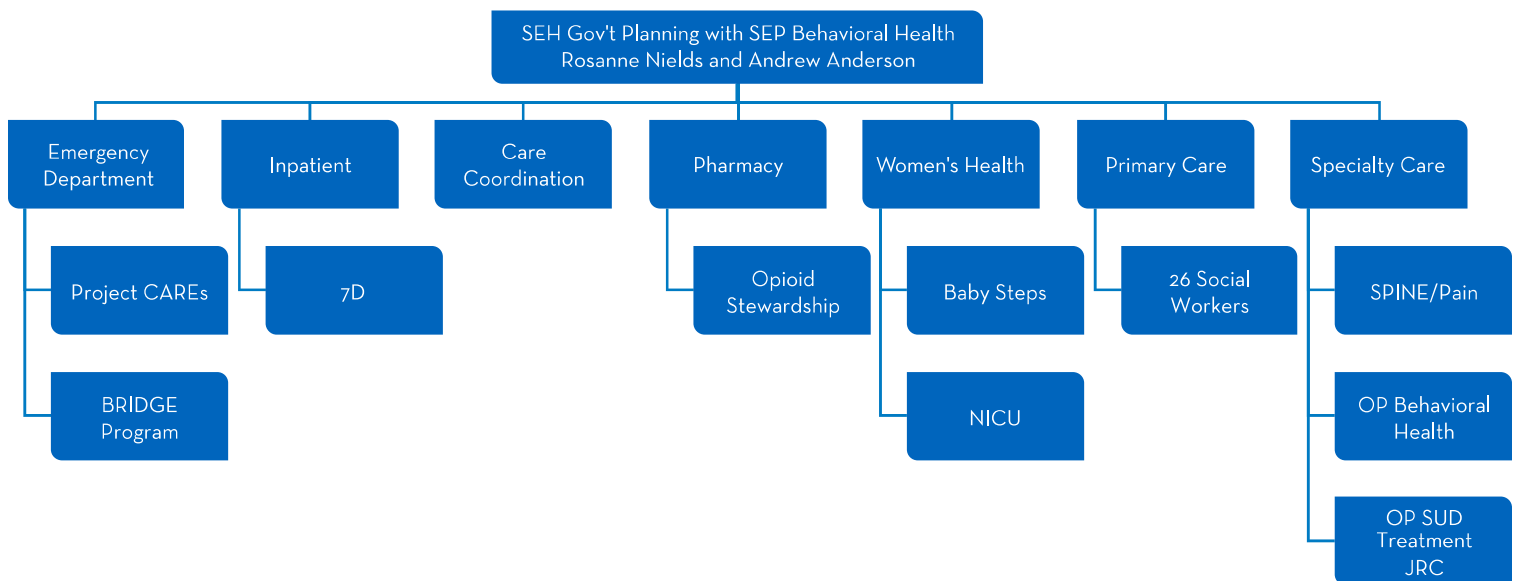 SEH Gov't Planning with SEP Behavioral Health
Rosanne Nields and Andrew Anderson
Emergency
Department
Inpatient
Care
Coordination
Pharmacy
Women's Health
Primary Care
Specialty Care
Project CAREs
7D
Opioid
Stewardship
Baby Steps
26 Social
Workers
SPINE/Pain
BRIDGE
Program
NICU
OP Behavioral
Health
OP SUD
Treatment
JRC